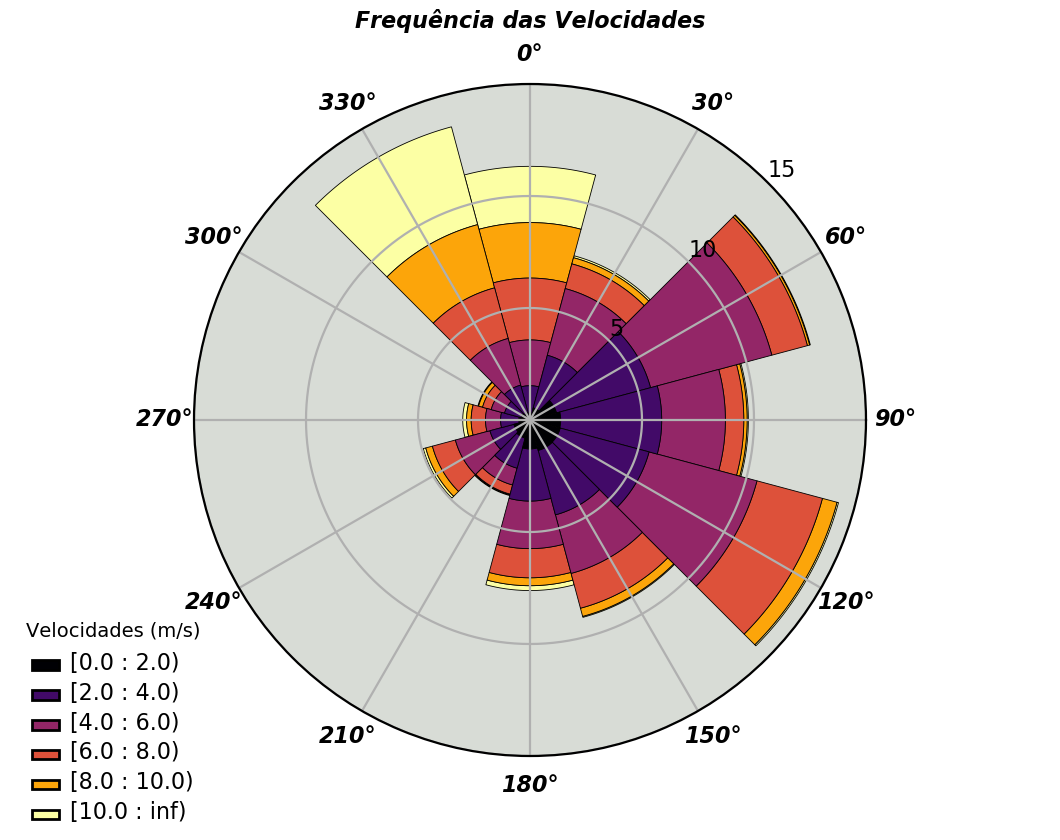 Frequência das Velocidades
0°
330°
30°
15
300°
60°
10
5
270°
90°
240°
120°
210°
150°
180°
Velocidades (m/s)
[0.0 : 2.0)
[2.0 : 4.0)
[4.0 : 6.0)
[6.0 : 8.0)
[8.0 : 10.0)
[10.0 : inf)